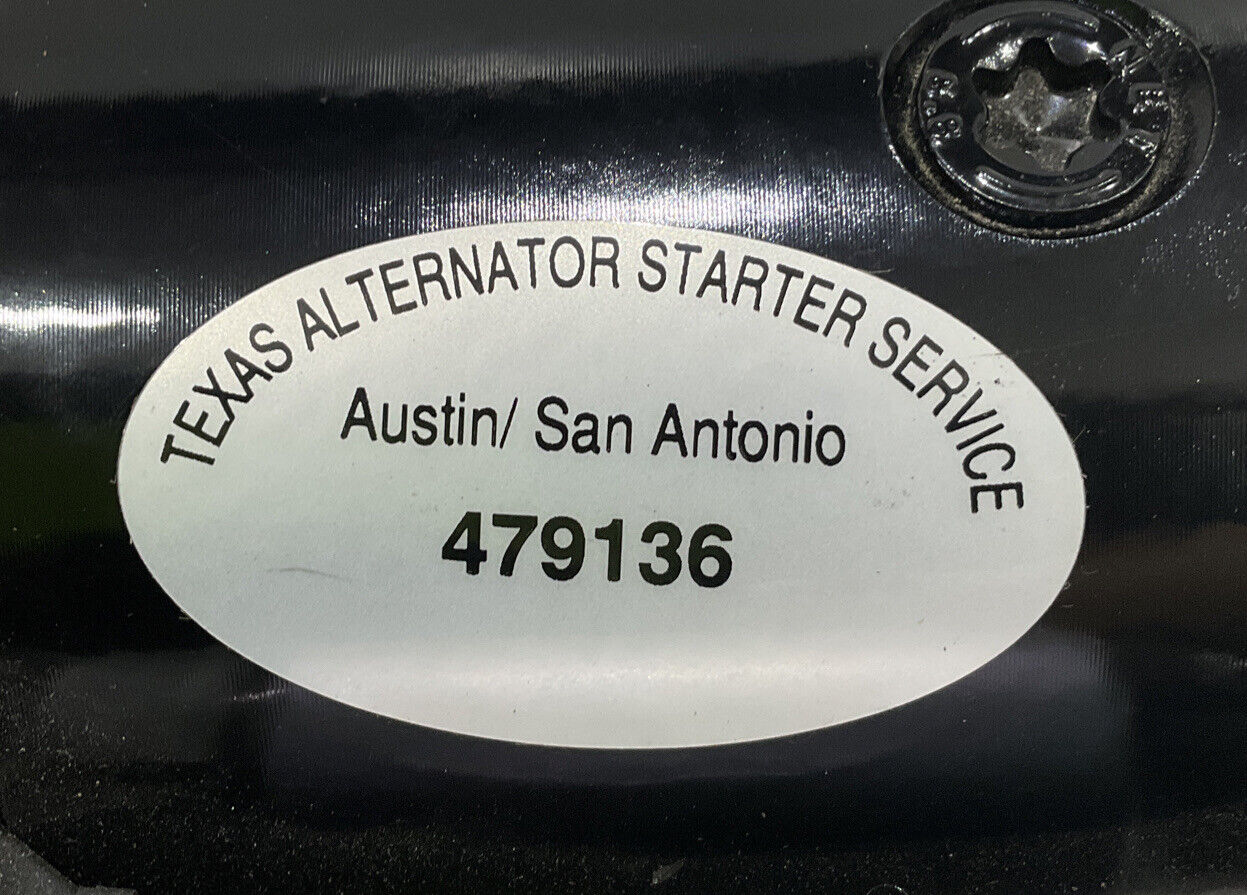 TEXAS ALTERNATOR STARTER SERVICE
Austin/ San Antonio
479136